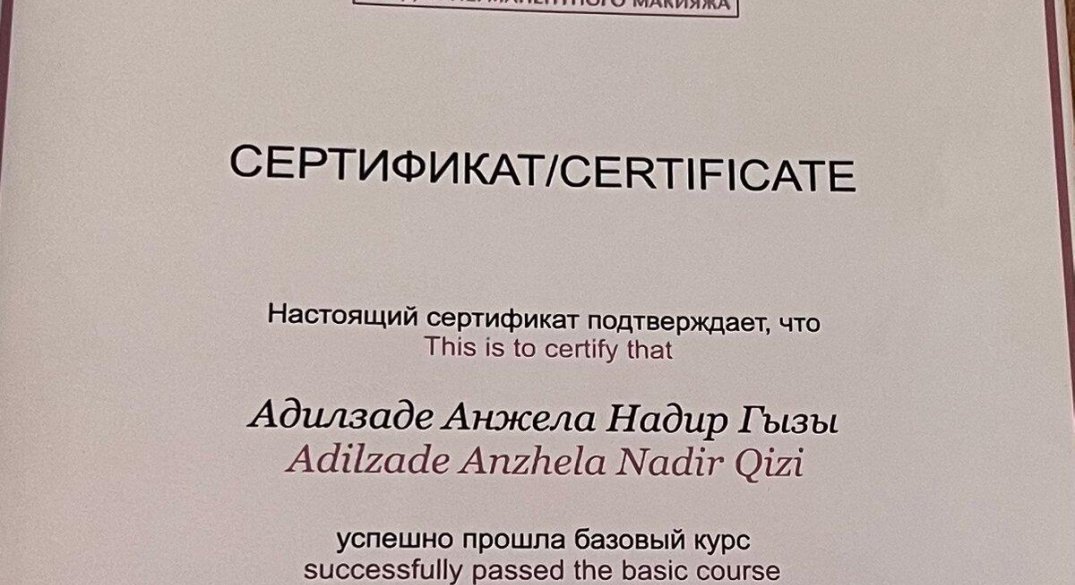 МАКИЯЖА
СЕРТИФИКАТ/CERTIFICATE
Настоящий сертификат подтверждает, что
This is to certify that
Адилзаде Анжела Надир Гызы
Adilzade Anzhela Nadir Qizi
успешно прошла базовый курс
successfully passed the basic course